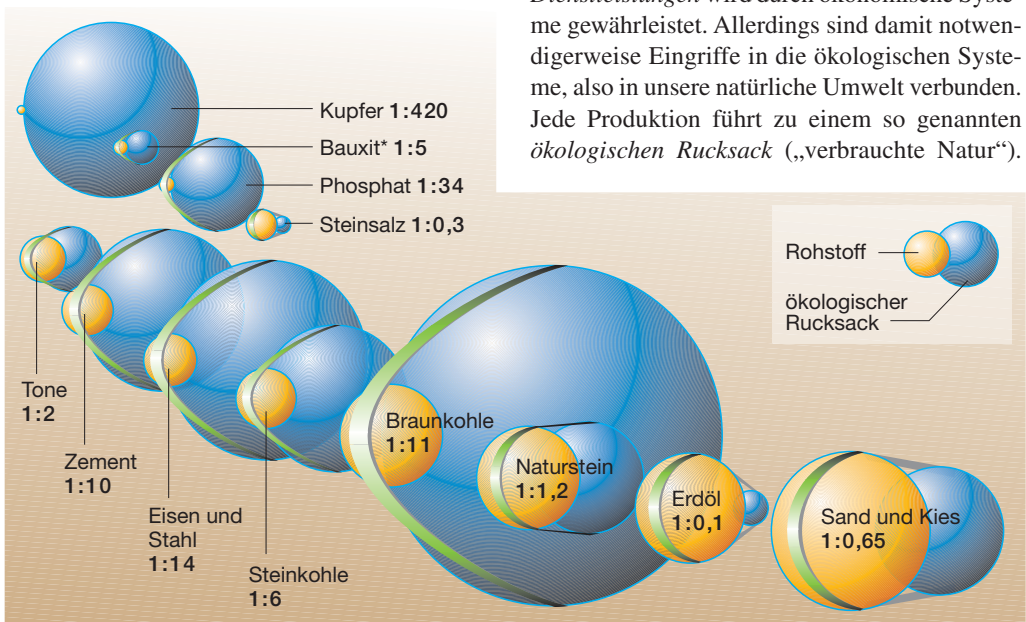 Dienstleistungen wird durch ökonomische Syste-
me gewährleistet. Allerdings sind damit notwen-
digerweise Eingriffe in die ökologischen Syste-
me, also in unsere natürliche Umwelt verbunden.
Jede Produktion führt zu einem so genannten
ökologischen Rucksack („verbrauchte Natur“).
Kupfer 1:420
Bauxit* 1:5
Phosphat 1:34
Steinsalz 1:0,3
Rohstoff
ökologischer
Rucksack
Tone
1:2
Zement
1:10
Eisen und
Stahl
1:14
Steinkohle
1:6
Braunkohle
1:11
Naturstein
1:1,2
Erdöl
1:0,1
Sand und Kies
1:0,65